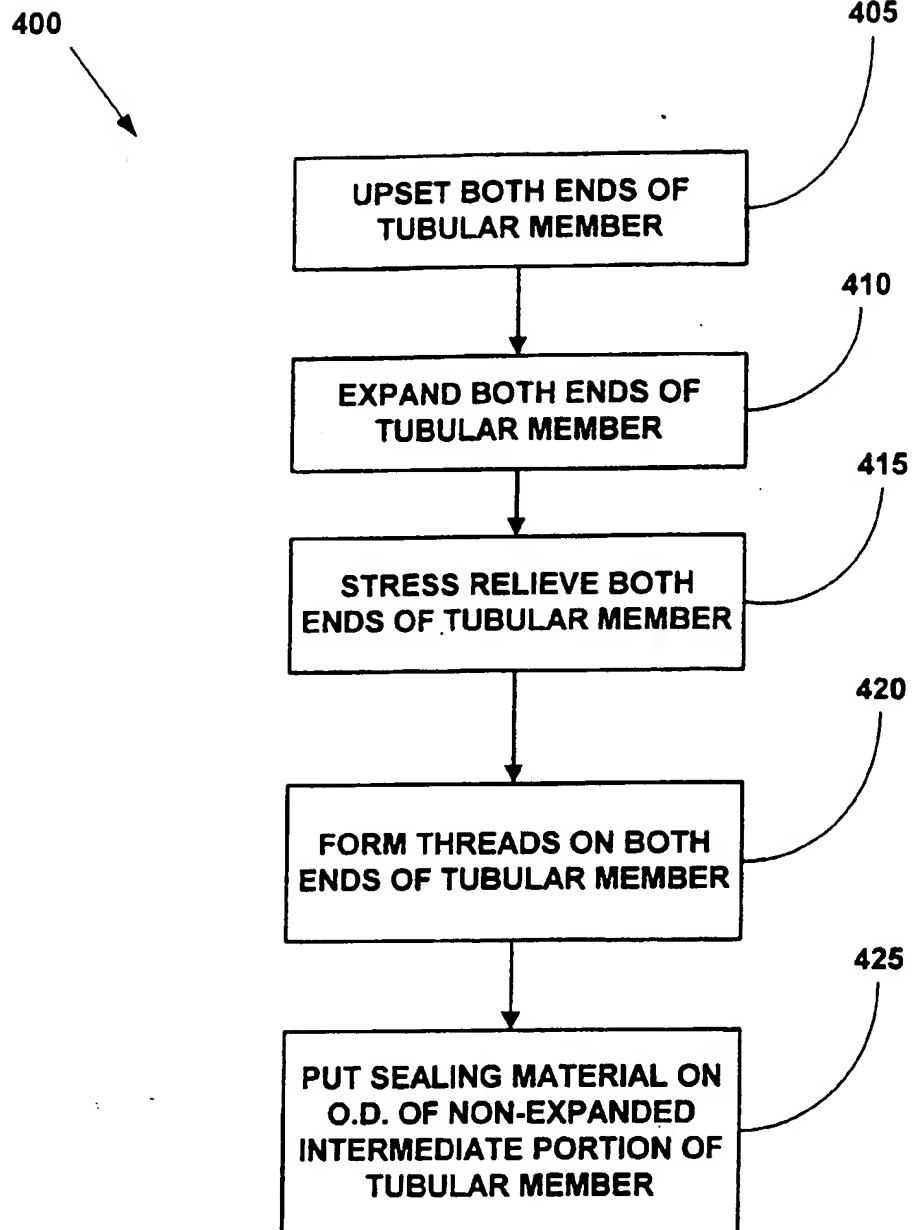 400
405
UPSET BOTH ENDS OF
TUBULAR MEMBER
410
EXPAND BOTH ENDS OF
TUBULAR MEMBER
415
STRESS RELIEVE BOTH
ENDS OF TUBULAR MEMBER
420
FORM THREADS ON BOTH
ENDS OF TUBULAR MEMBER
425
PUT SEALING MATERIAL ON
O.D. OF NON-EXPANDED
INTERMEDIATE PORTION OF
TUBULAR MEMBER